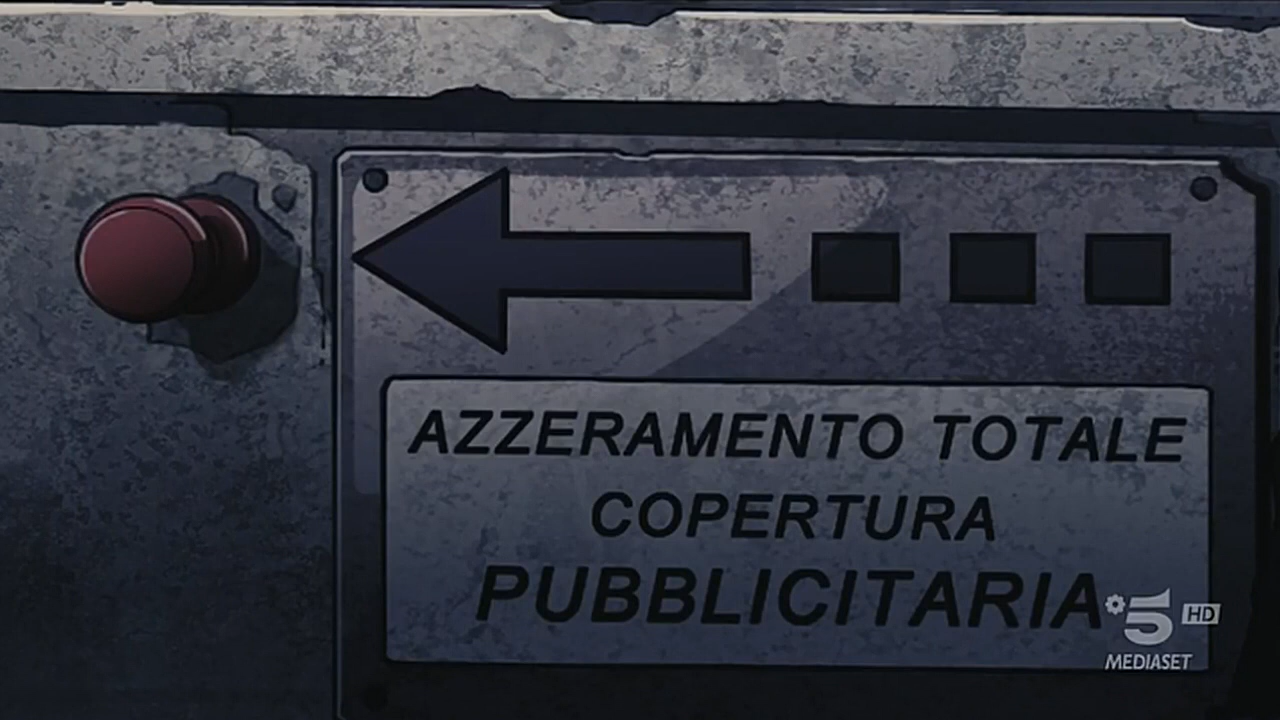 AZZERAMENTO TOTALE
COPERTURA
PUBBLICITARIA
5 HD
MEDIASET